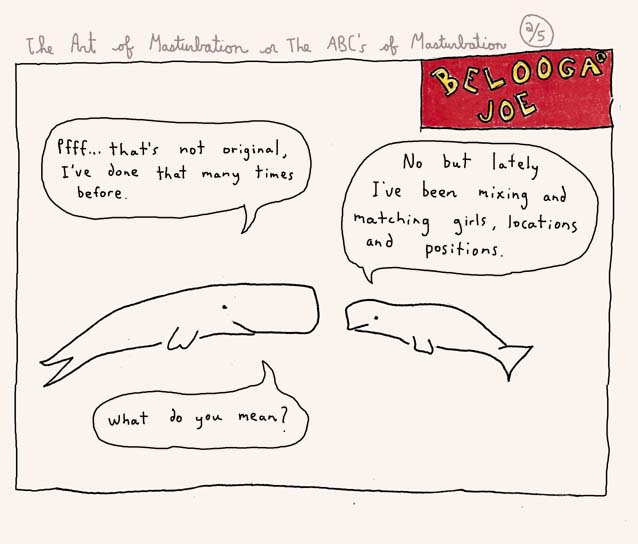 The Art of Masturbation or The ABC's of Masturbation 2/5
BELOOGA
JOE
Pfff... that's not original,
I've done that many times
before.
No but lately
I've been mixing and
matching girls, locations
and positions.
What do you mean?